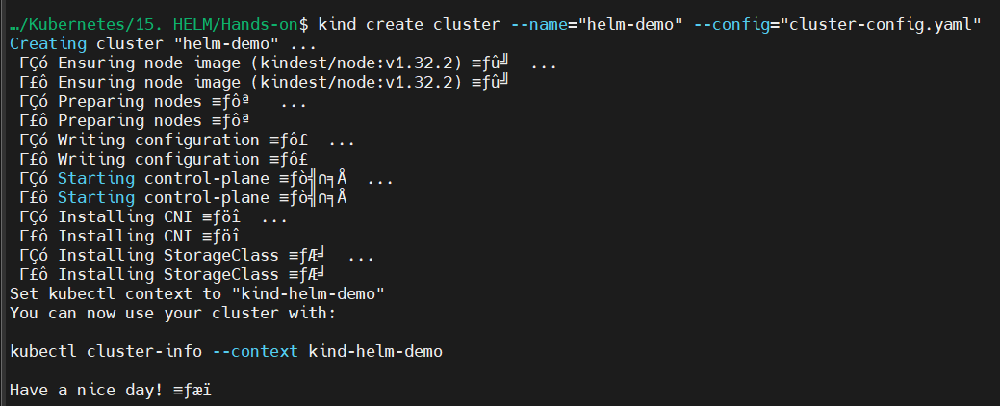 …/Kubernetes/15. HELM/Hands-on$ kind create cluster --name="helm-demo" --config="cluster-config.yaml"
Creating cluster "helm-demo" ...
ΓÇó Ensuring node image (kindest/node:v1.32.2) ≡ƒû╝  ...
Γ£ô Ensuring node image (kindest/node:v1.32.2) ≡ƒû╝
ΓÇó Preparing nodes ≡ƒôª   ...
Γ£ô Preparing nodes ≡ƒôª
ΓÇó Writing configuration ≡ƒô£  ...
Γ£ô Writing configuration ≡ƒô£
ΓÇó Starting control-plane ≡ƒò╣∩╕Å  ...
Γ£ô Starting control-plane ≡ƒò╣∩╕Å
ΓÇó Installing CNI ≡ƒöî  ...
Γ£ô Installing CNI ≡ƒöî
ΓÇó Installing StorageClass ≡ƒÆ╛  ...
Γ£ô Installing StorageClass ≡ƒÆ╛
Set kubectl context to "kind-helm-demo"
You can now use your cluster with:
kubectl cluster-info --context kind-helm-demo
Have a nice day! ≡ƒæï